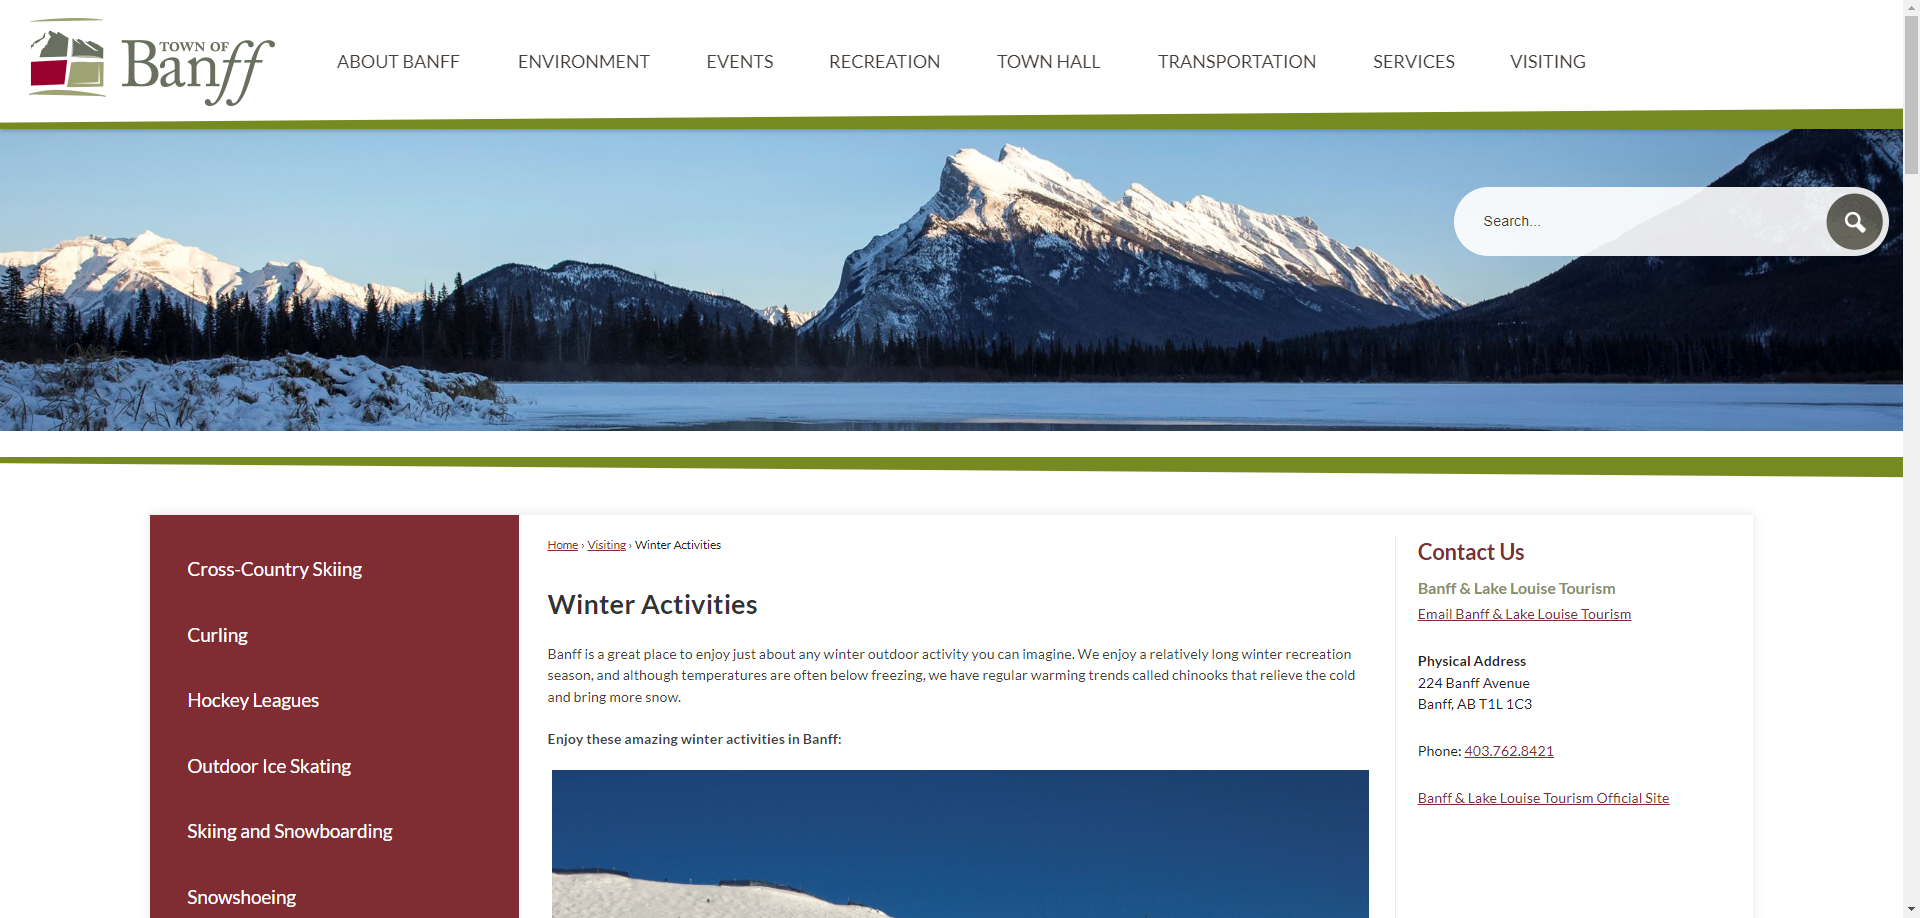 TOWN OF
Banff
ABOUT BANFF
ENVIRONMENT
EVENTS
RECREATION
TOWN HALL
TRANSPORTATION
SERVICES
VISITING
Search...
Cross-Country Skiing
Curling
Hockey Leagues
Outdoor Ice Skating
Skiing and Snowboarding
Snowshoeing
Home › Visiting › Winter Activities
Winter Activities
Banff is a great place to enjoy just about any winter outdoor activity you can imagine. We enjoy a relatively long winter recreation
season, and although temperatures are often below freezing, we have regular warming trends called chinooks that relieve the cold
and bring more snow.
Enjoy these amazing winter activities in Banff:
Contact Us
Banff & Lake Louise Tourism
Email Banff & Lake Louise Tourism
Physical Address
224 Banff Avenue
Banff, AB T1L 1C3
Phone: 403.762.8421
Banff & Lake Louise Tourism Official Site